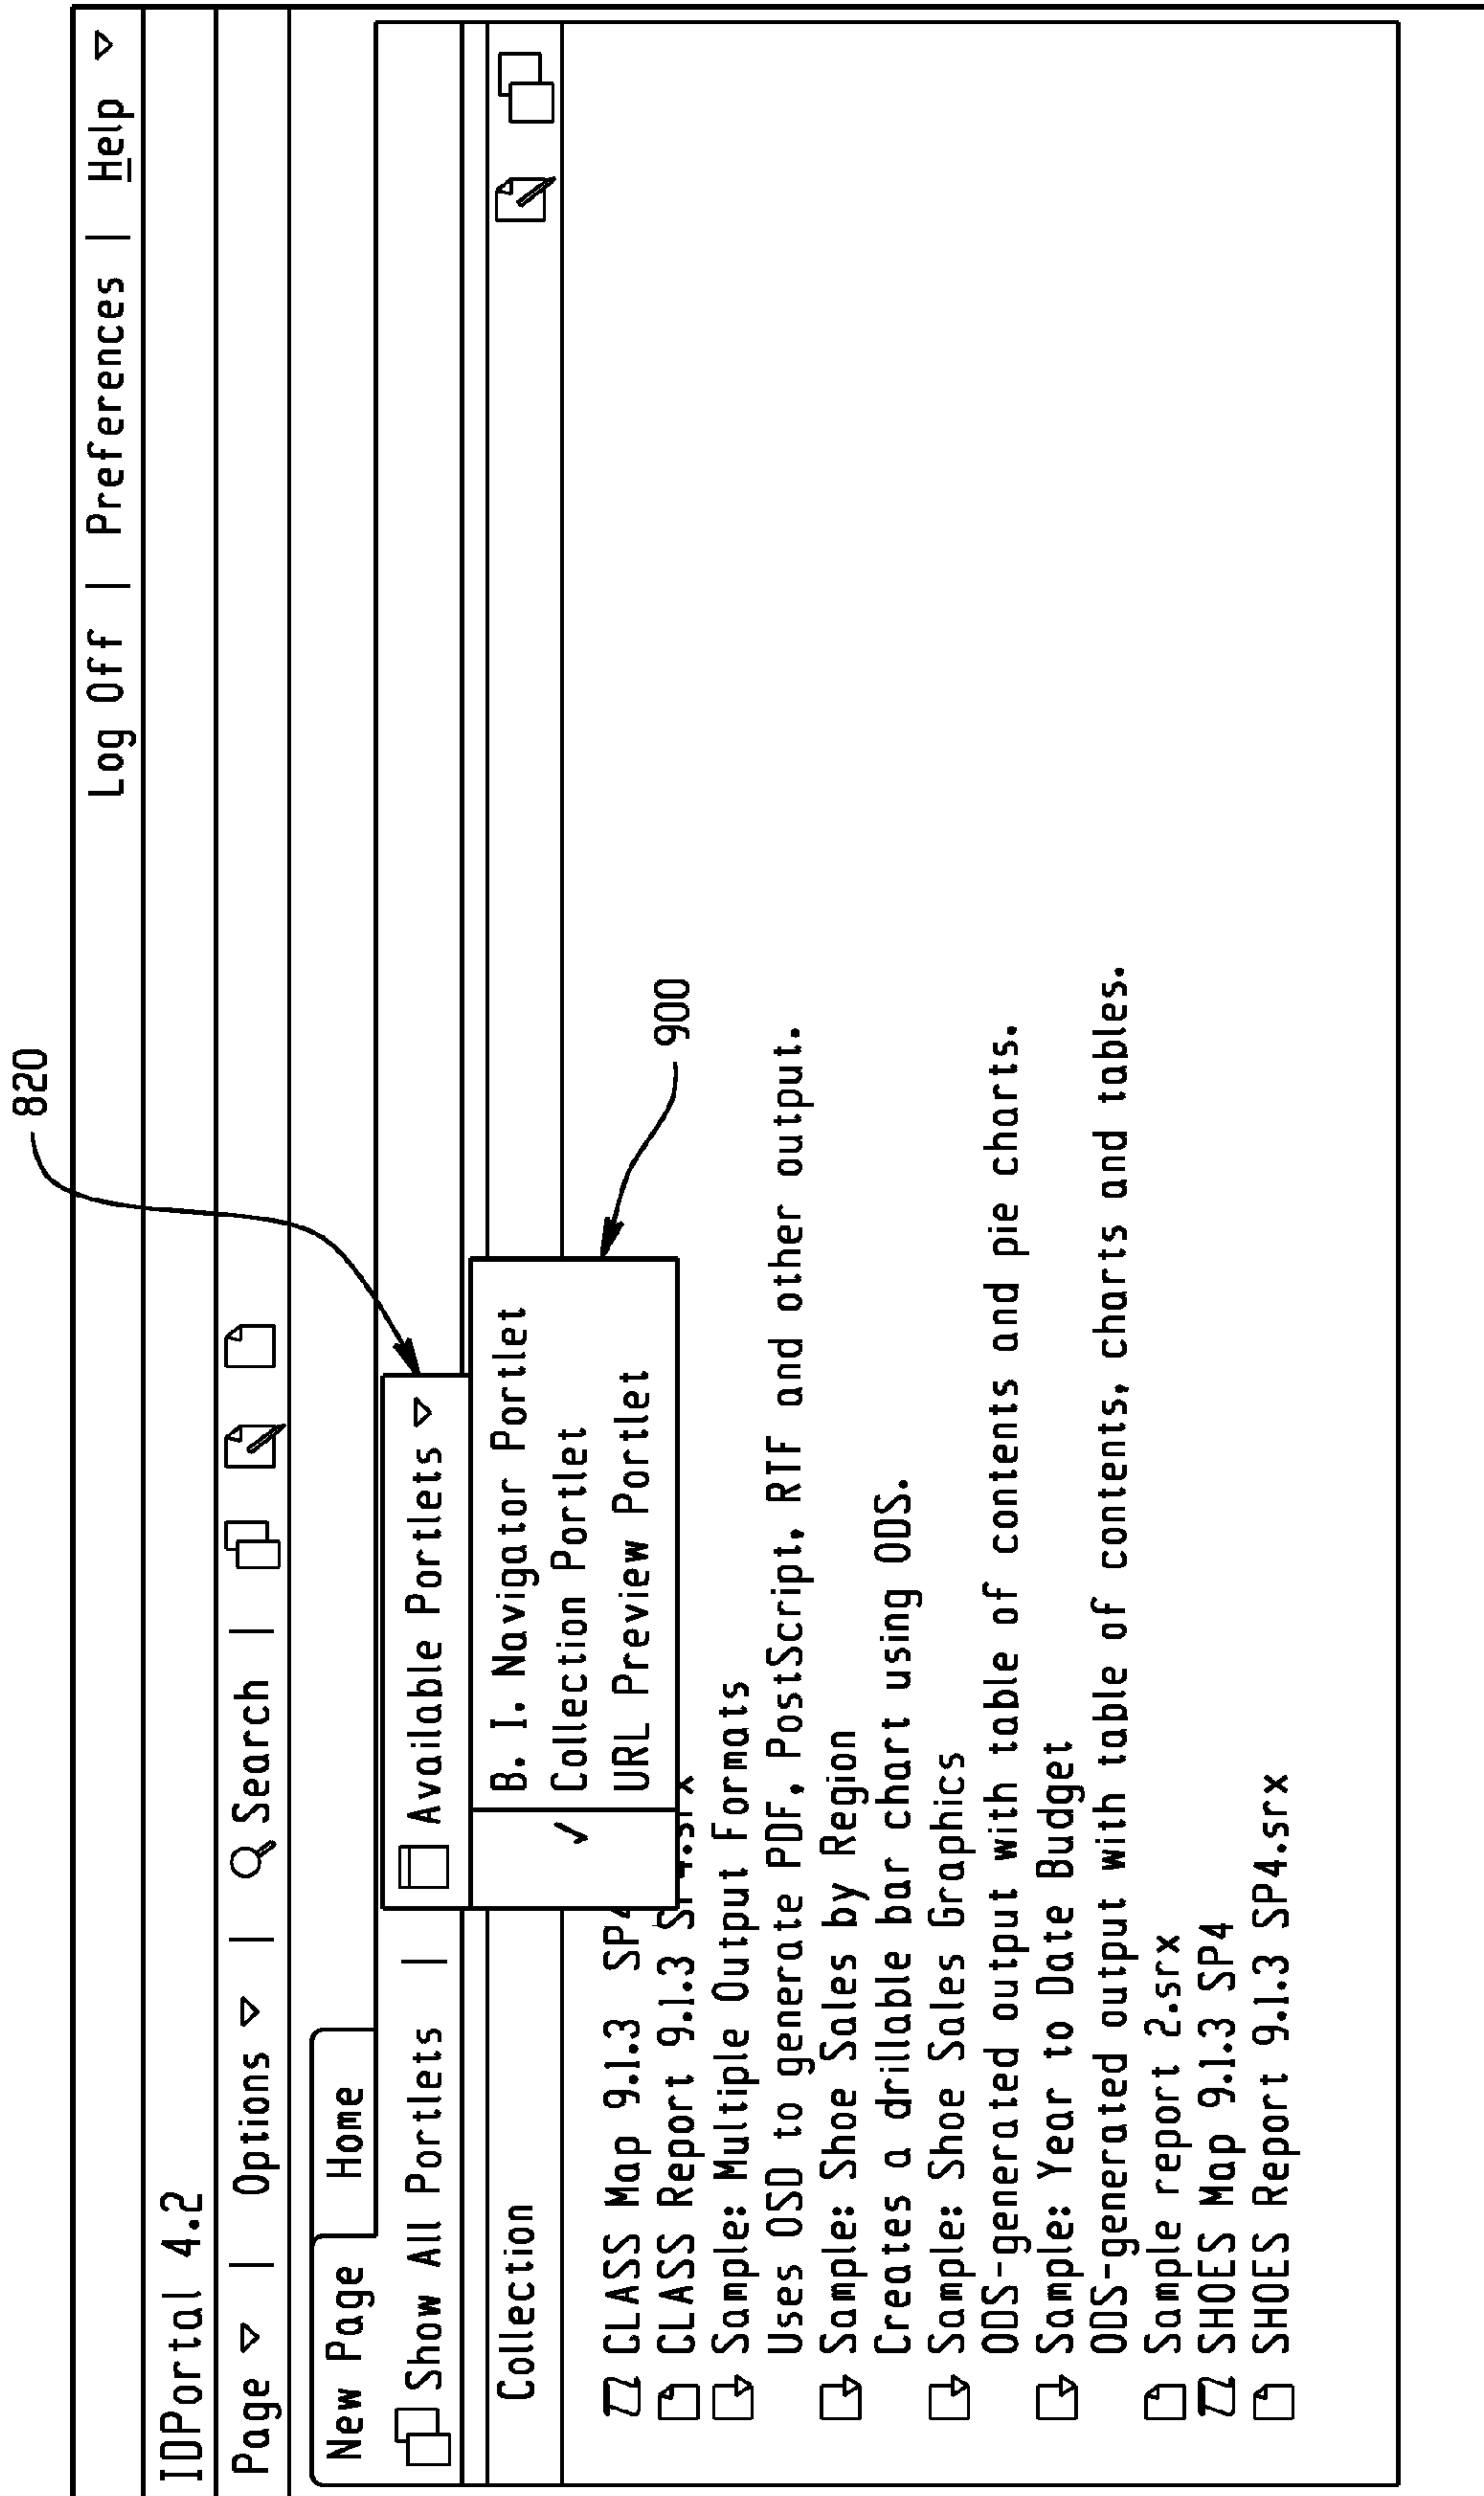 820
Log Off | Preferences | Help
IDPortal 4.2
Page | Options | Search |
New Page Home
Show All Portlets | Available Portlets
Collection
B. I. Navigator Portlet
✓ Collection Portlet
URL Preview Portlet
900
CLASS Map 9.1.3 SP4
CLASS Report 9.1.3 SP4.srx
Sample: Multiple Output Formats
Uses OSD to generate PDF, PostScript, RTF and other output.
Sample: Shoe Sales by Region
Creates a drillable bar chart using ODS.
Sample: Shoe Sales Graphics
ODS-generated output with table of contents and pie charts.
Sample: Year to Date Budget
ODS-generated output with table of contents, charts and tables.
Sample report 2.srx
SHOES Map 9.1.3 SP4
SHOES Report 9.1.3 SP4.srx